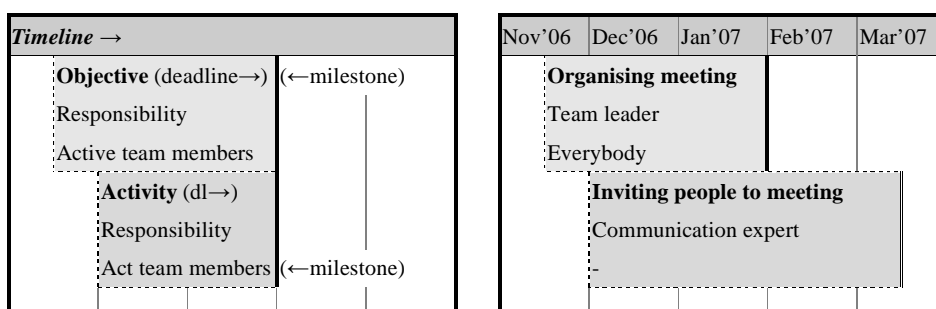 Timeline →
Objective (deadline→) (←milestone)
Responsibility
Active team members
Activity (dl→)
Responsibility
Act team members (←milestone)
Nov’06 Dec’06 Jan’07 Feb’07 Mar’07
Organising meeting
Team leader
Everybody
Inviting people to meeting
Communication expert
-